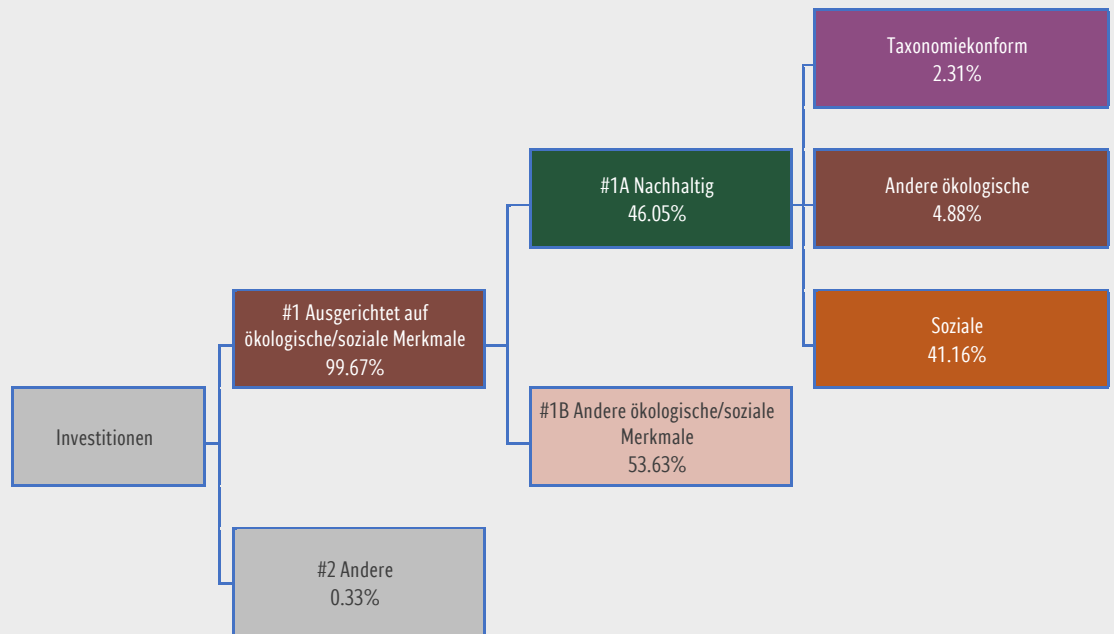 Taxonomiekonform
2.31%
#1A Nachhaltig
46.05%
Andere ökologische
4.88%
#1 Ausgerichtet auf
ökologische/soziale Merkmale
99.67%
Soziale
41.16%
Investitionen
#1B Andere ökologische/soziale
Merkmale
53.63%
#2 Andere
0.33%